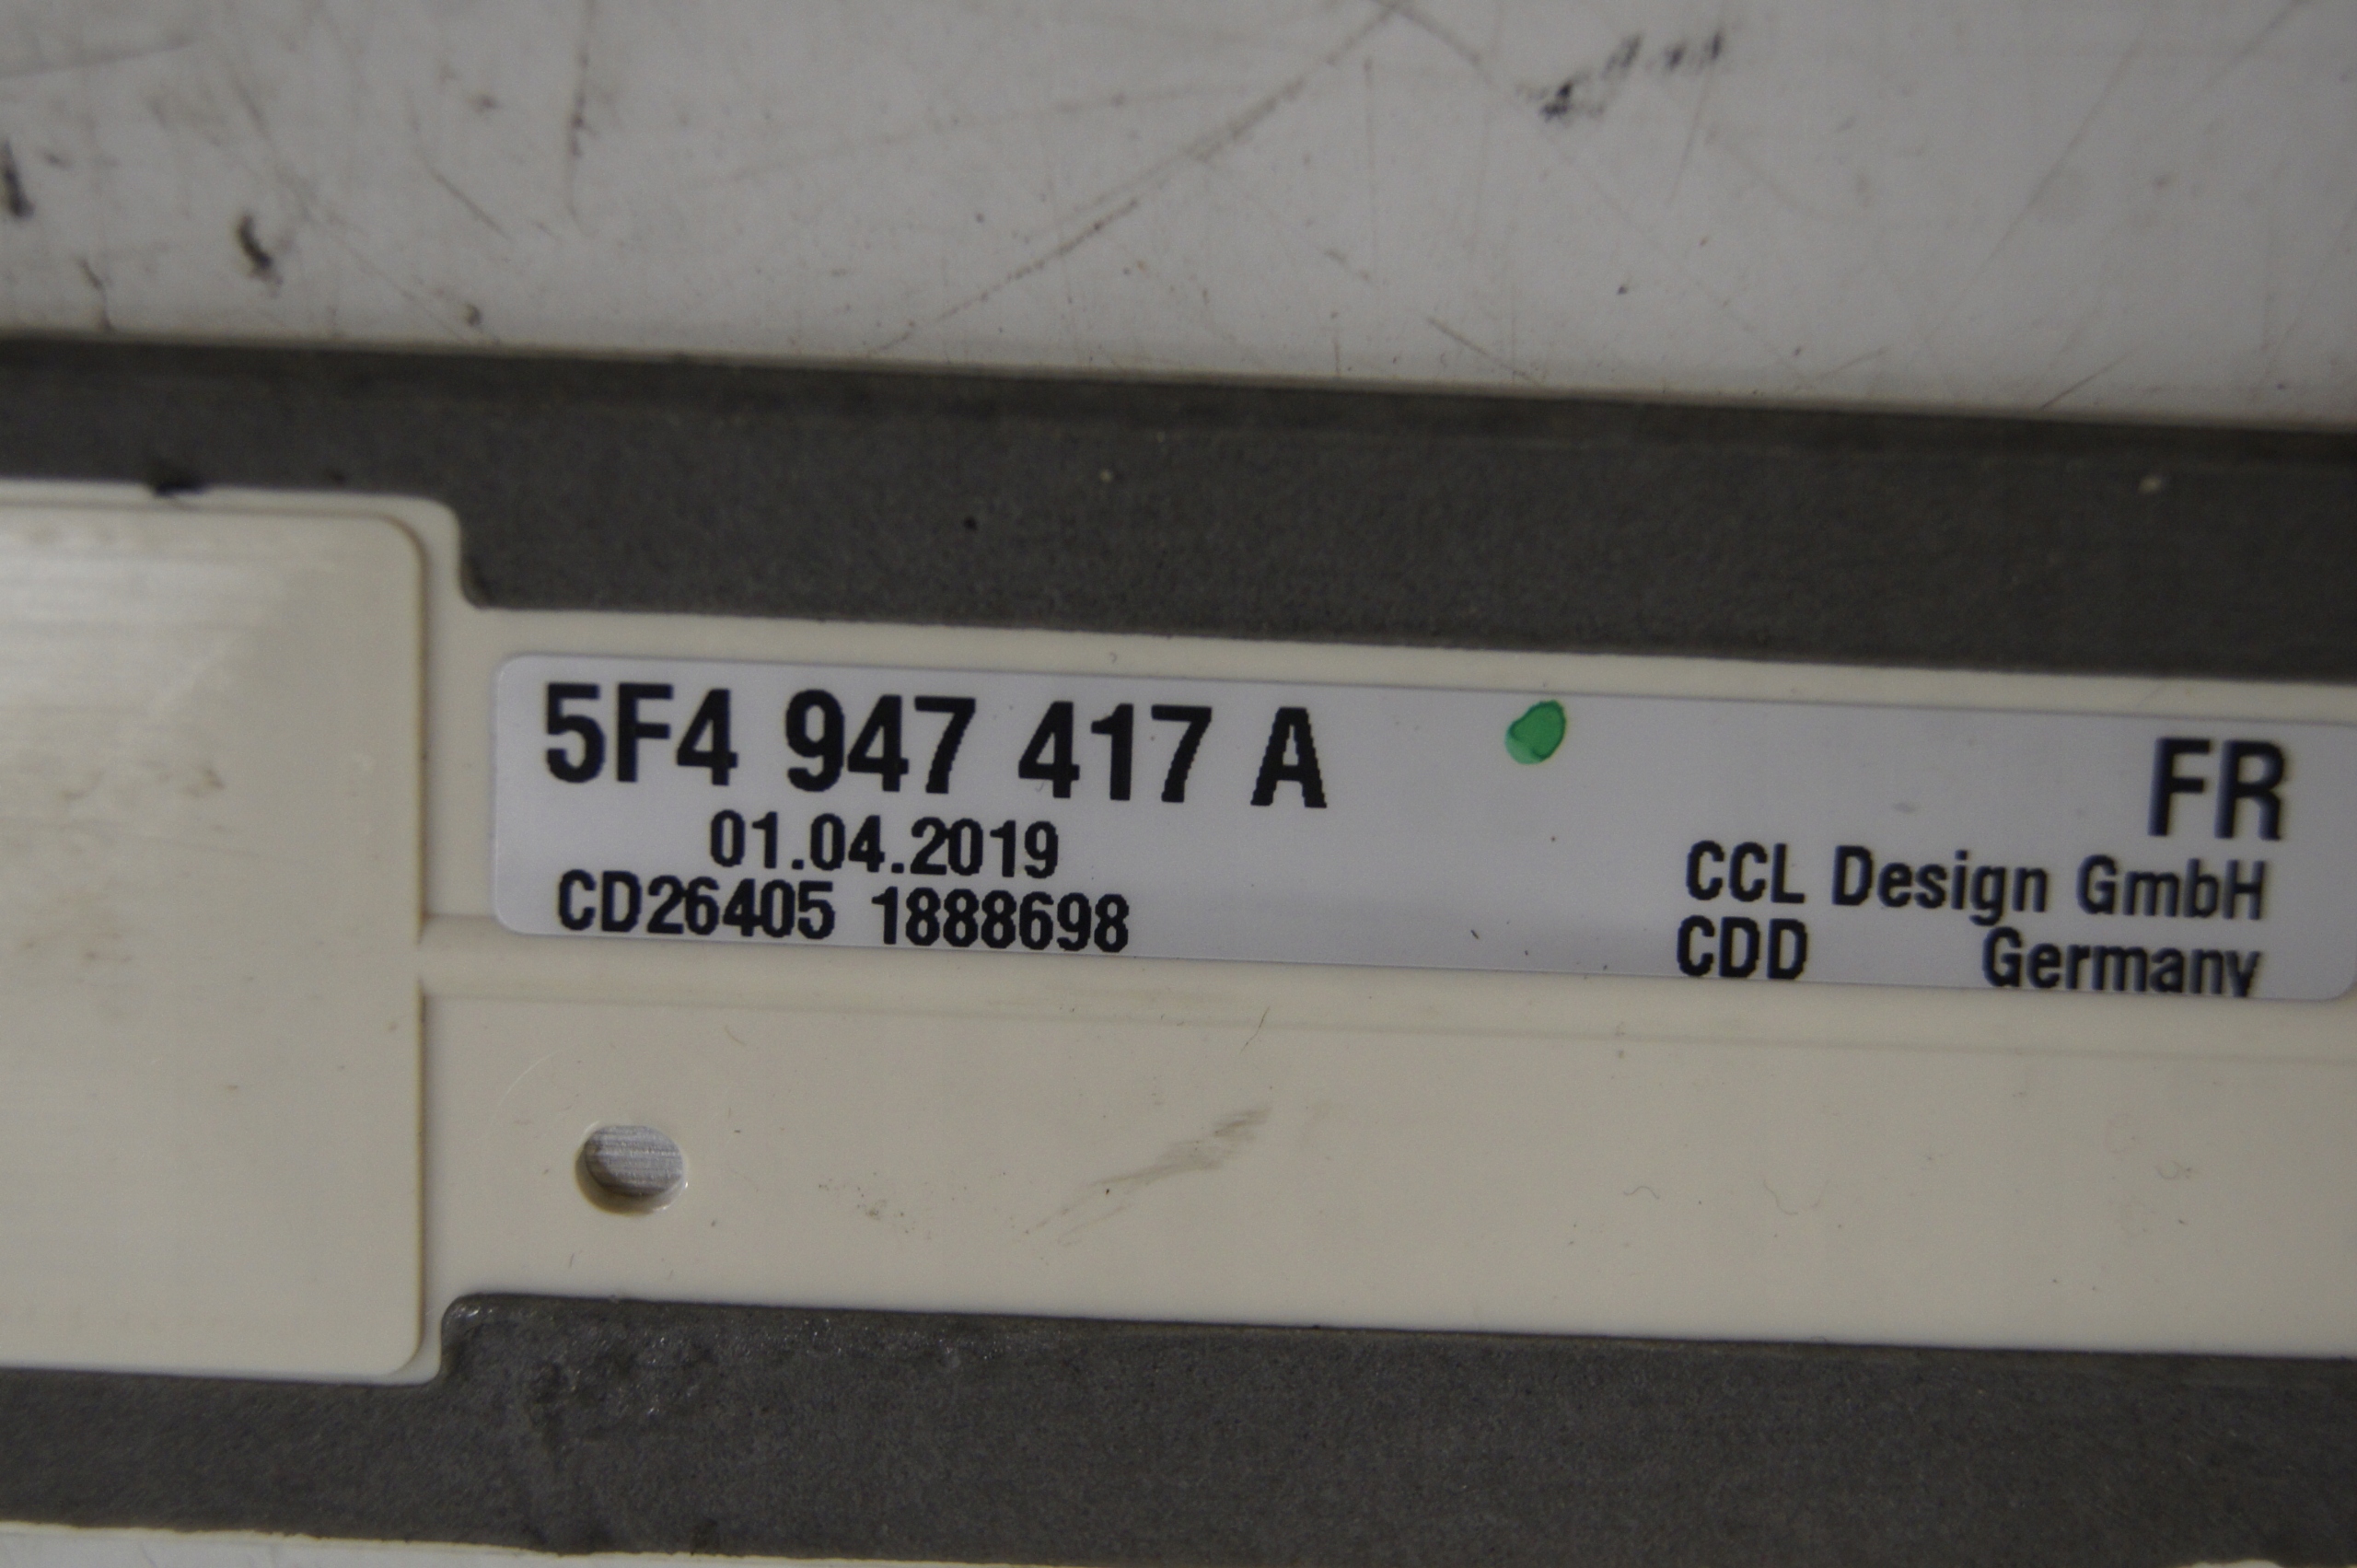 5F4 947 417 A FR
01.04.2019
CCL Design GmbH
CD26405 1888698
CDD Germany